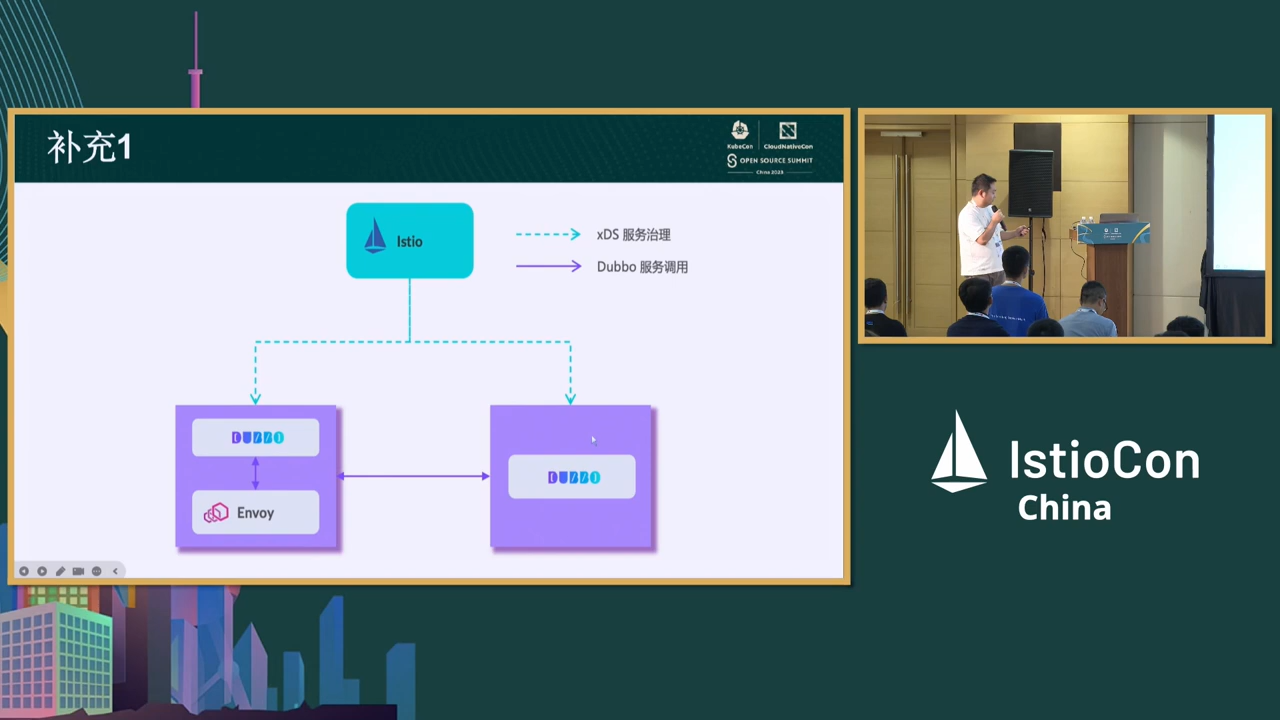 补充1
KubeCon
CloudNativeCon
OPEN SOURCE SUMMIT
China 2023
Istio
xDS 服务治理
Dubbo 服务调用
DUBBO
DUBBO
Envoy
IstioCon
China